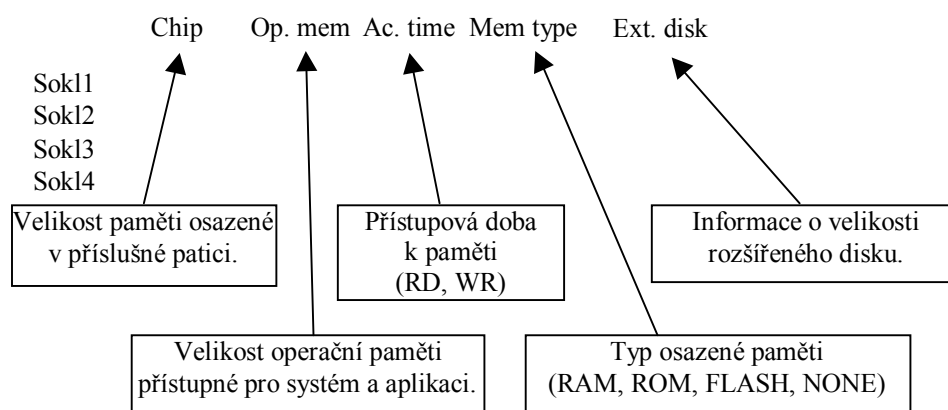 Chip Op. mem Ac. time Mem type Ext. disk
Sokl1
Sokl2
Sokl3
Sokl4
Velikost paměti osazené
v příslušné patici.
Přístupová doba
k paměti
(RD, WR)
Informace o velikosti
rozšířeného disku.
Velikost operační paměti
přístupné pro systém a aplikaci.
Typ osazené paměti
(RAM, ROM, FLASH, NONE)